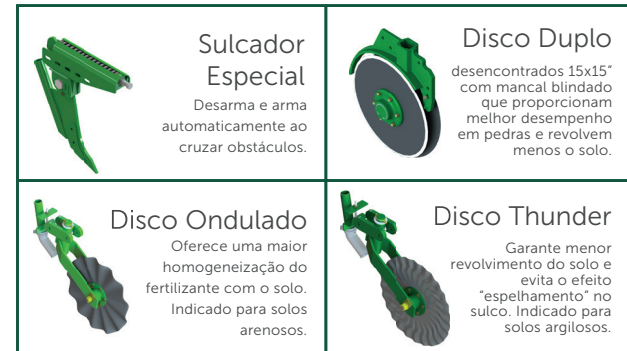 Sulcador
Especial
Desarma e arma
automaticamente ao
cruzar obstáculos.
Disco Duplo
desencontrados 15x15"
com mancal blindado
que proporcionam
melhor desempenho
em pedras e revolvem
menos o solo.
Disco Ondulado
Oferece uma maior
homogeneização do
fertilizante com o solo.
Indicado para solos
arenosos.
Disco Thunder
Garante menor
revolvimento do solo e
evita o efeito
"espelhamento" no
sulco. Indicado para
solos argilosos.